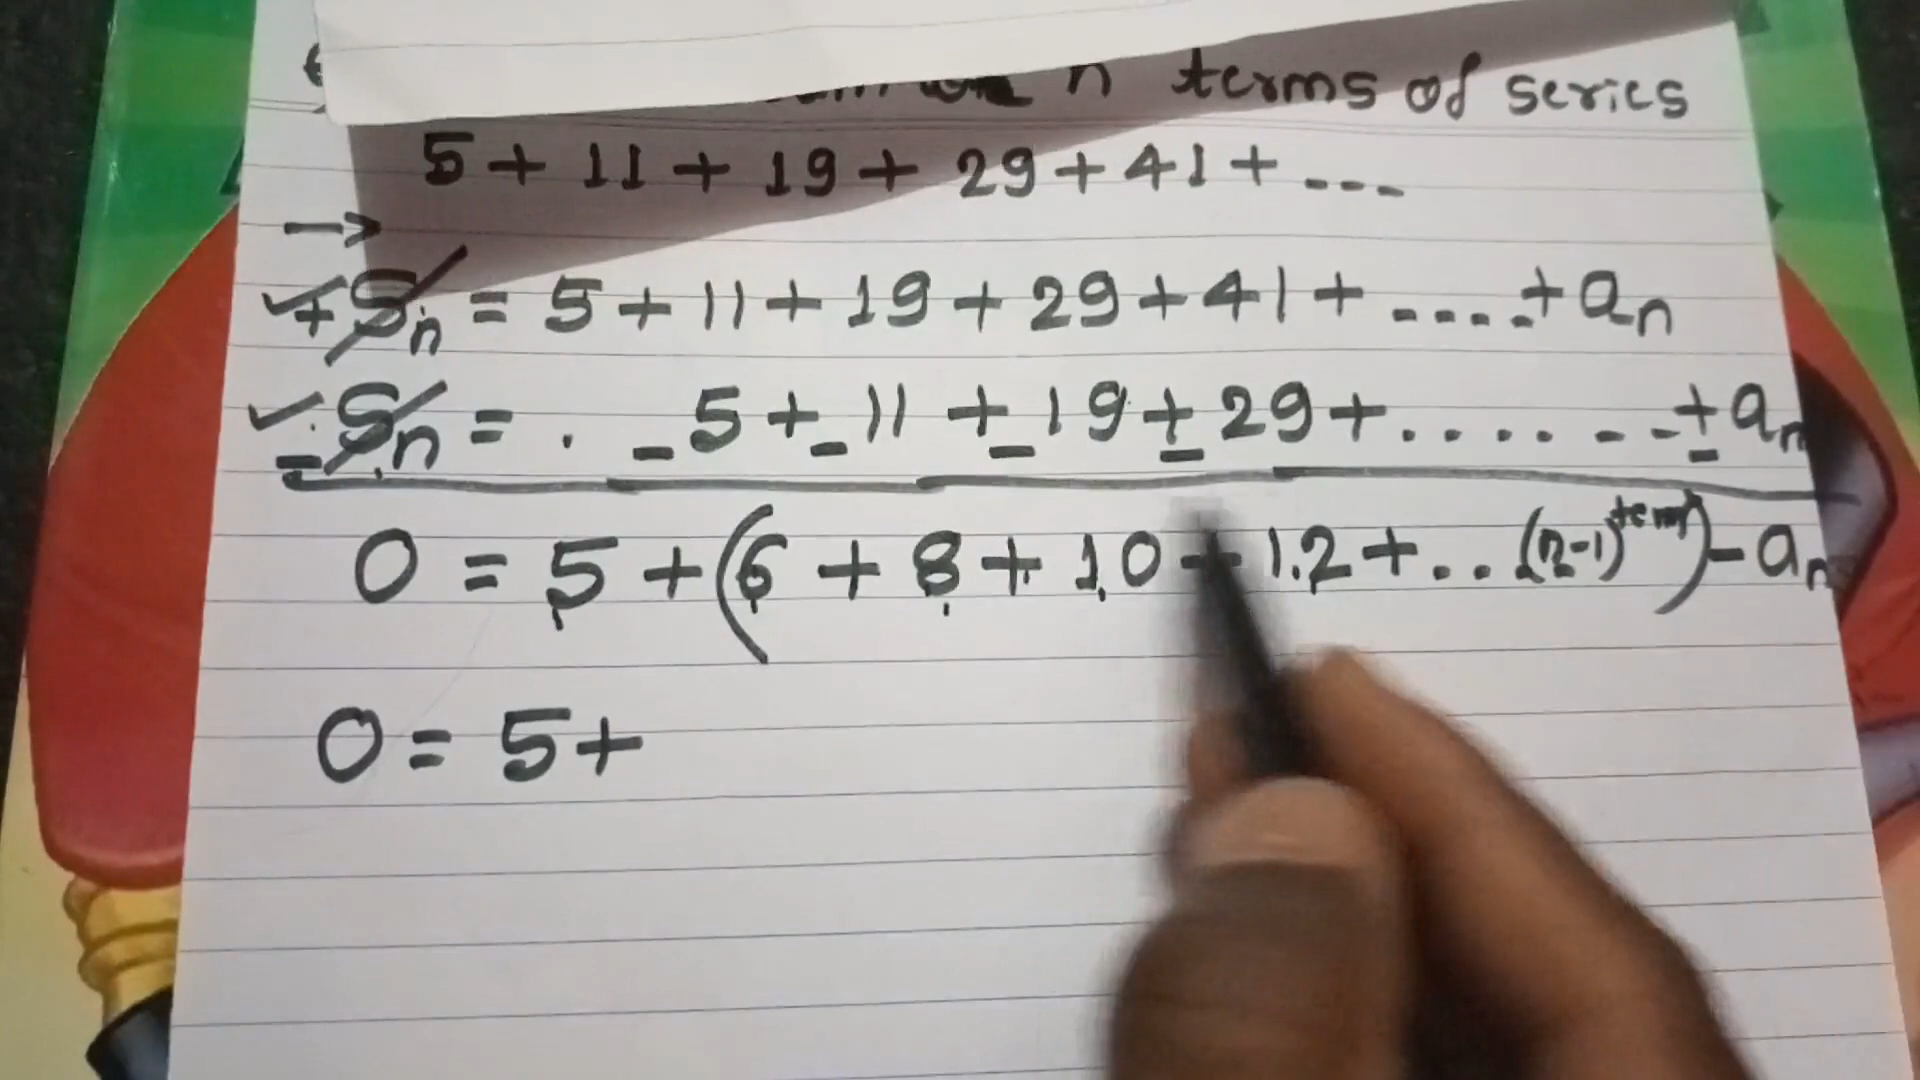 n terms of series
5 + 11 + 19 + 29 + 41 + ---
→
+ Sn = 5 + 11 + 19 + 29 + 41 + ..... + an
- Sn = . - 5 + 11 + 19 + 29 + ....... + an
0 = 5 + (6 + 8 + 10 + 12 + .. (n-1) term) - an
0 = 5 +